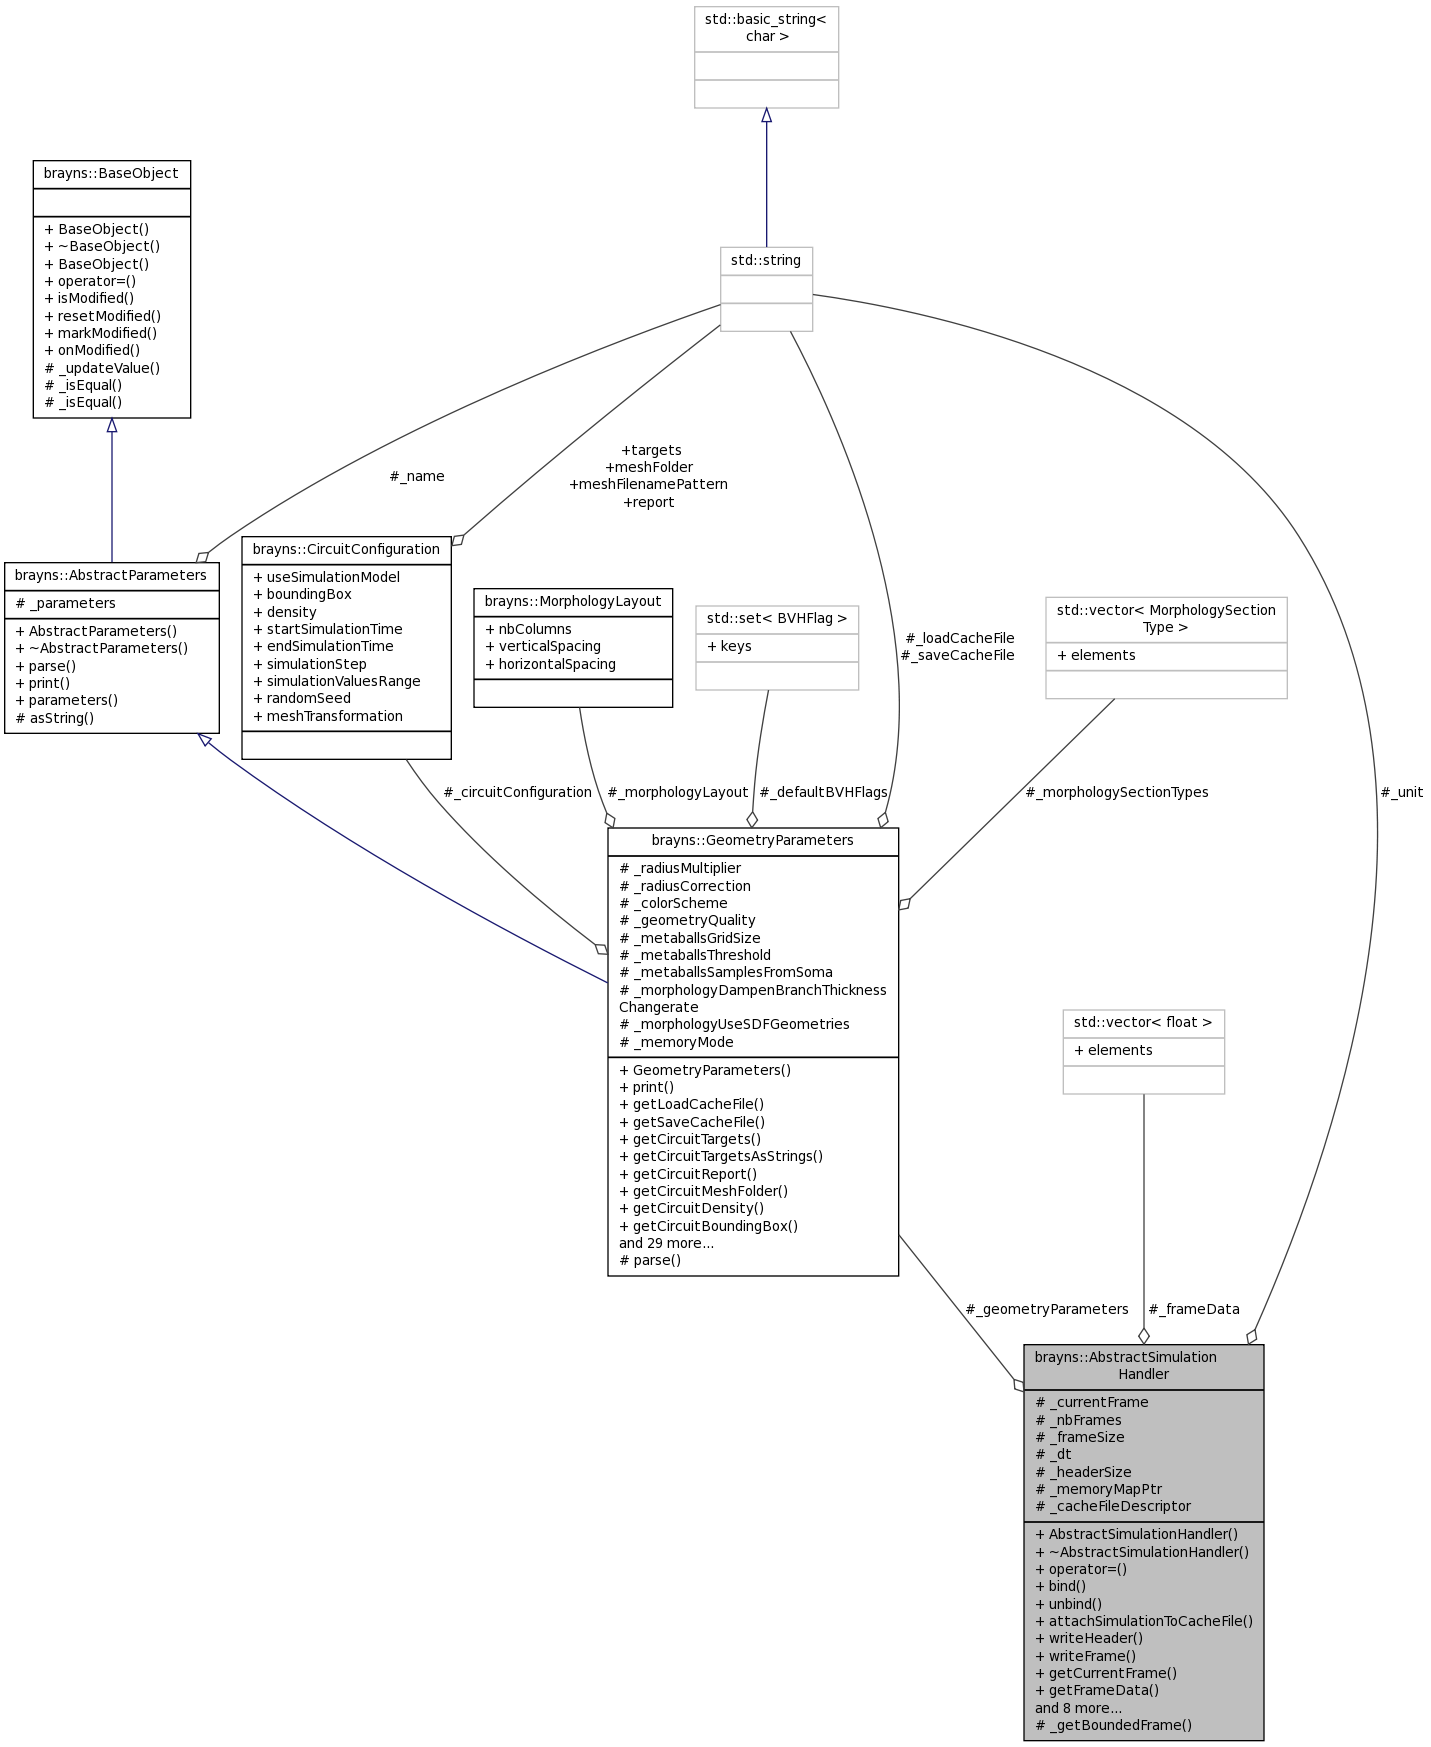 std::basic_string<
char >
brayns::BaseObject
+ BaseObject()
+ ~BaseObject()
+ BaseObject()
+ operator=()
+ isModified()
+ resetModified()
+ markModified()
+ onModified()
# _updateValue()
# _isEqual()
# _isEqual()
std::string
#_name
+targets
+meshFolder
+meshFilenamePattern
+report
brayns::AbstractParameters
# _parameters
+ AbstractParameters()
+ ~AbstractParameters()
+ parse()
+ print()
+ parameters()
# asString()
brayns::CircuitConfiguration
+ useSimulationModel
+ boundingBox
+ density
+ startSimulationTime
+ endSimulationTime
+ simulationStep
+ simulationValuesRange
+ randomSeed
+ meshTransformation
brayns::MorphologyLayout
+ nbColumns
+ verticalSpacing
+ horizontalSpacing
std::set< BVHFlag >
+ keys
#_loadCacheFile
#_saveCacheFile
std::vector< MorphologySection
Type >
+ elements
#_circuitConfiguration
#_morphologyLayout
#_defaultBVHFlags
#_morphologySectionTypes
#_unit
brayns::GeometryParameters
# _radiusMultiplier
# _radiusCorrection
# _colorScheme
# _geometryQuality
# _metaballsGridSize
# _metaballsThreshold
# _metaballsSamplesFromSoma
# _morphologyDampenBranchThickness
Changerate
# _morphologyUseSDFGeometries
# _memoryMode
+ GeometryParameters()
+ print()
+ getLoadCacheFile()
+ getSaveCacheFile()
+ getCircuitTargets()
+ getCircuitTargetsAsStrings()
+ getCircuitReport()
+ getCircuitMeshFolder()
+ getCircuitDensity()
+ getCircuitBoundingBox()
and 29 more...
# parse()
std::vector< float >
+ elements
#_geometryParameters
#_frameData
brayns::AbstractSimulation
Handler
# _currentFrame
# _nbFrames
# _frameSize
# _dt
# _headerSize
# _memoryMapPtr
# _cacheFileDescriptor
+ AbstractSimulationHandler()
+ ~AbstractSimulationHandler()
+ operator=()
+ bind()
+ unbind()
+ attachSimulationToCacheFile()
+ writeHeader()
+ writeFrame()
+ getCurrentFrame()
+ getFrameData()
and 8 more...
# _getBoundedFrame()